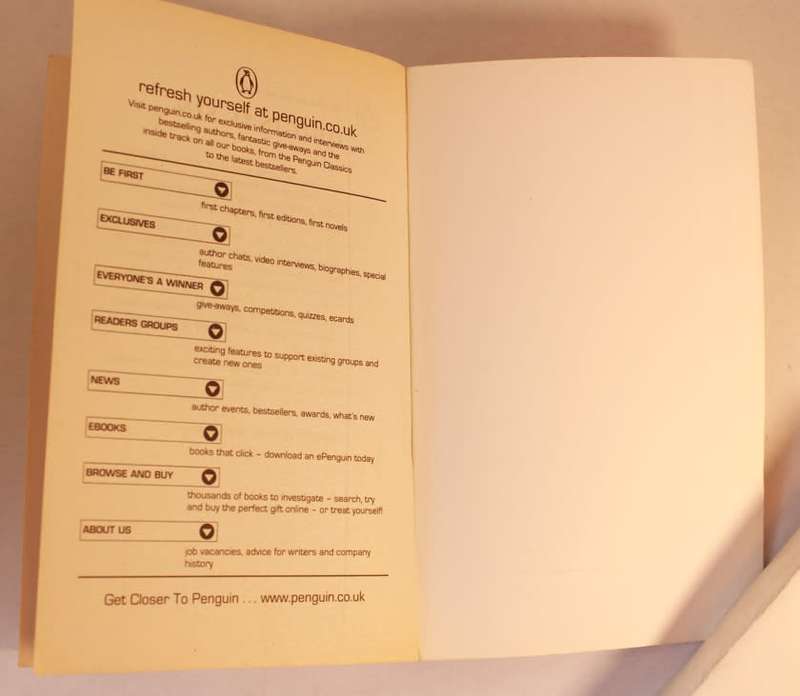 refresh yourself at penguin.co.uk
Visit penguin.co.uk for exclusive information and interviews with
bestselling authors, fantastic give-aways and the
inside track on all our books, from the Penguin Classics
to the latest bestsellers.
BE FIRST
first chapters, first editions, first novels
EXCLUSIVES
author chats, video interviews, biographies, special
features
EVERYONE'S A WINNER
give-aways, competitions, quizzes, ecards
READERS GROUPS
exciting features to support existing groups and
create new ones
NEWS
author events, bestsellers, awards, what's new
EBOOKS
books that click – download an ePenguin today
BROWSE AND BUY
thousands of books to investigate – search, try
and buy the perfect gift online – or treat yourself!
ABOUT US
job vacancies, advice for writers and company
history
Get Closer To Penguin . . . www.penguin.co.uk